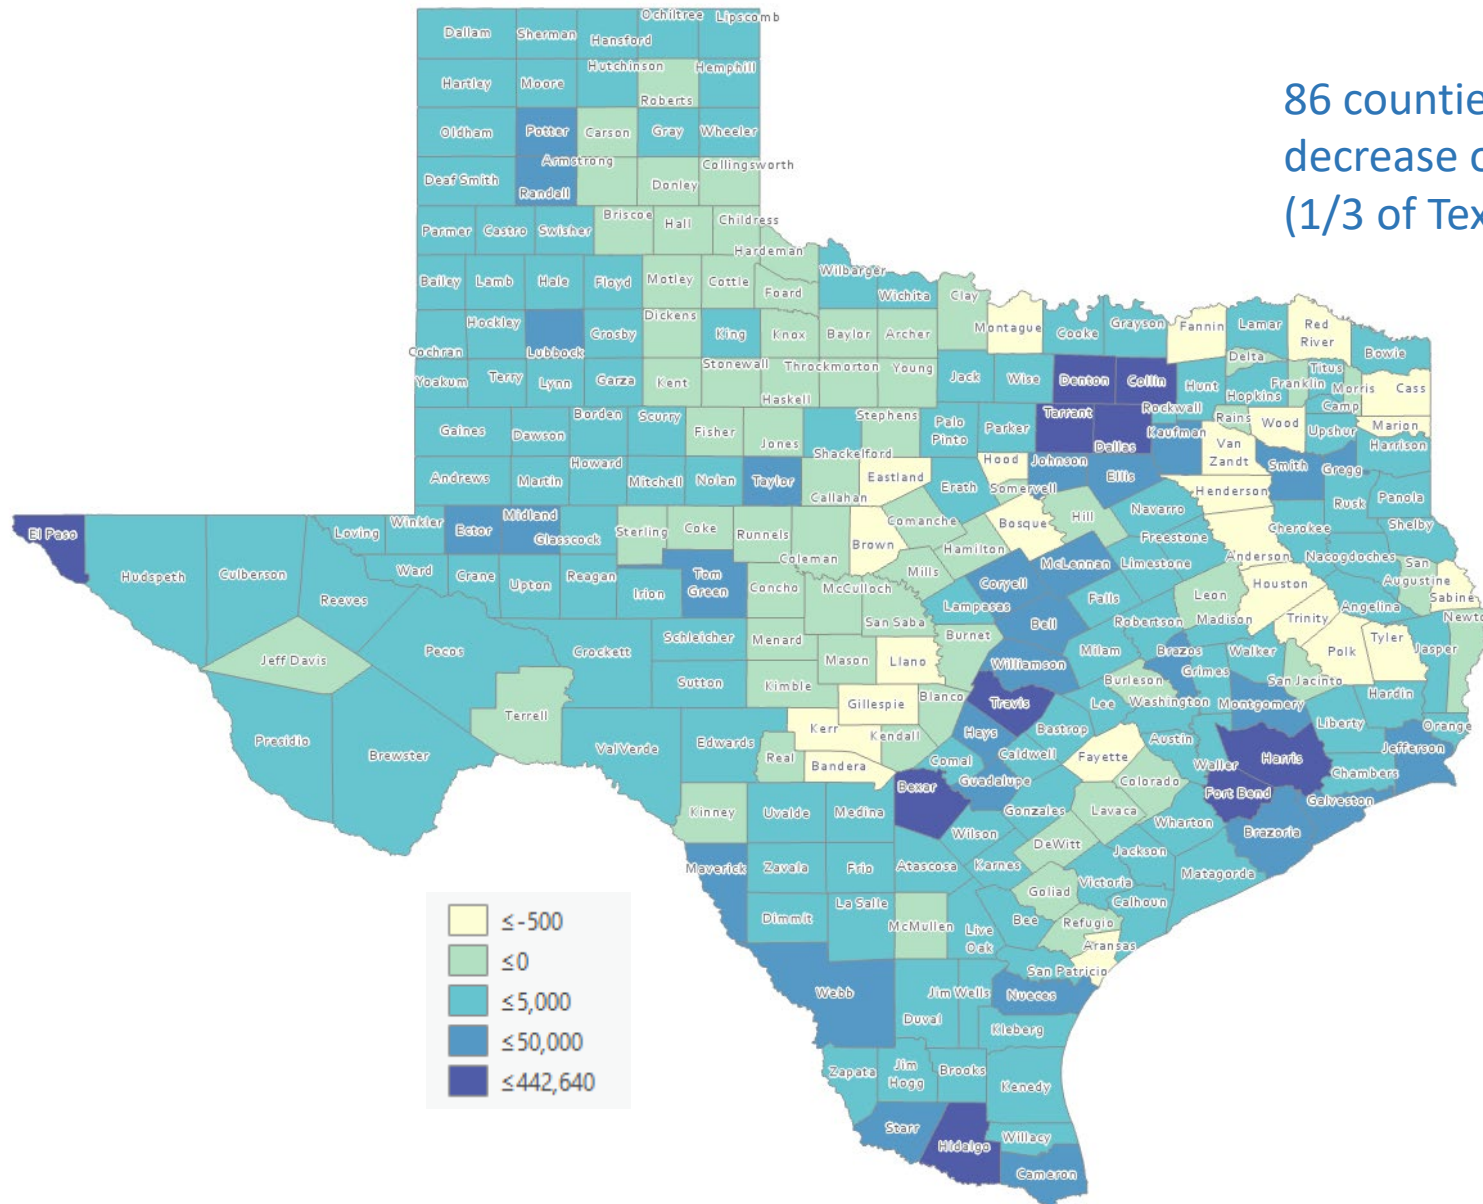 Ochiltree Lipscomb
Dallam Sherman Hansford
Hutchinson Hemphill
Hartley Moore
Roberts
86 countie
decrease o
(1/3 of Tex
Oldham Potter Carson Gray Wheeler
Armstrong Collingsworth
Deaf Smith Randall Donley
Briscoe Hall Childress
Parmer Castro Swisher
Hardeman
Bailey Lamb Hale Floyd Motley Cottle Foard Wilbarger
Wichita Clay
Hockley Lubbock Crosby Dickens King Knox Baylor Archer Montague Cooke Grayson Fannin Lamar Red
River
Cochran Bowie
Delta Titus
Yoakum Terry Lynn Garza Kent Stonewall Throckmorton Young Jack Wise Denton Collin Hunt Hopkins Franklin Morris Cass
Haskell
Borden Scurry Stephens Palo
Pinto Parker Tarrant Dallas Rockwall Kaufman Rains Wood Camp Upshur Marion
Gaines Dawson Fisher Jones Shackelford Van
Zandt Harrison
Howard Hood Johnson Ellis Smith Gregg
Andrews Martin Mitchell Nolan Taylor Callahan Eastland Erath Somervell Henderson Rusk Panola
El Paso Loving Winkler Ector Midland Glasscock Sterling Coke Runnels Coleman Brown Comanche Bosque Hill Navarro Freestone Cherokee Shelby
Hamilton Anderson Nacogdoches
Hudspeth Culberson Reeves Ward Crane Upton Reagan Irion Tom
Green Concho McCulloch Mills Coryell McLennan Limestone Houston San
Augustine
Sabine
San Saba Lampasas Bell Falls Leon Madison Trinity Angelina Newto
Jeff Davis Pecos Crockett Schleicher Menard Mason Llano Burnet Williamson Milam Robertson Brazos Grimes Walker Polk Tyler Jasper
Sutton Kimble Burleson San Jacinto Hardin
Presidio Brewster Terrell Val Verde Edwards Gillespie Blanco Travis Lee Washington Montgomery Liberty Orange
Real Kerr Kendall Hays Bastrop Austin Waller Harris Jefferson
Bandera Comal Caldwell Fayette Colorado Fort Bend Chambers
Kinney Uvalde Medina Bexar Guadalupe Gonzales Lavaca Wharton Brazoria Galveston
Wilson DeWitt Jackson
Maverick Zavala Frio Atascosa Karnes Victoria Matagorda
Goliad Calhoun
Dimmit La Salle McMullen Live
Oak Bee Refugio
Aransas
San Patricio
Webb Duval Jim Wells Nueces
Kleberg
Zapata Jim
Hogg Brooks Kenedy
Starr Hidalgo Willacy
Cameron
≤-500
≤0
≤5,000
≤50,000
≤442,640